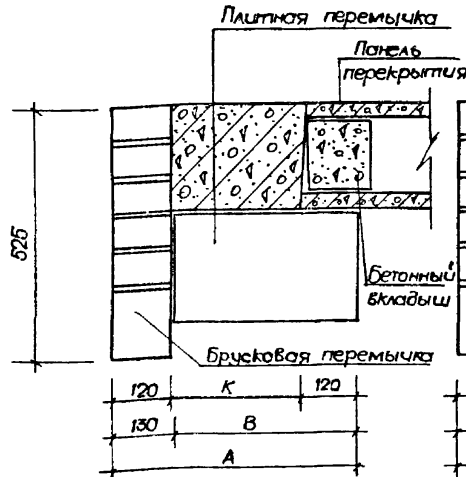 Плитная перемычка
Панель
перекрытия
525
Бетонный
вкладыш
Брусковая перемычка
120 К 120
130 В
А